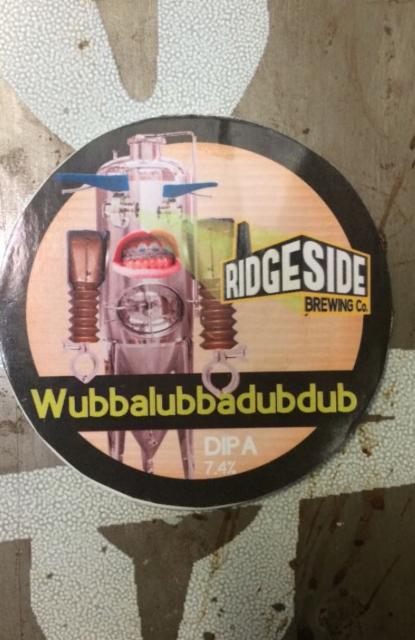 RIDGESIDE
BREWING Co.
Wubbalubbadubdub
DIPA
7.4%